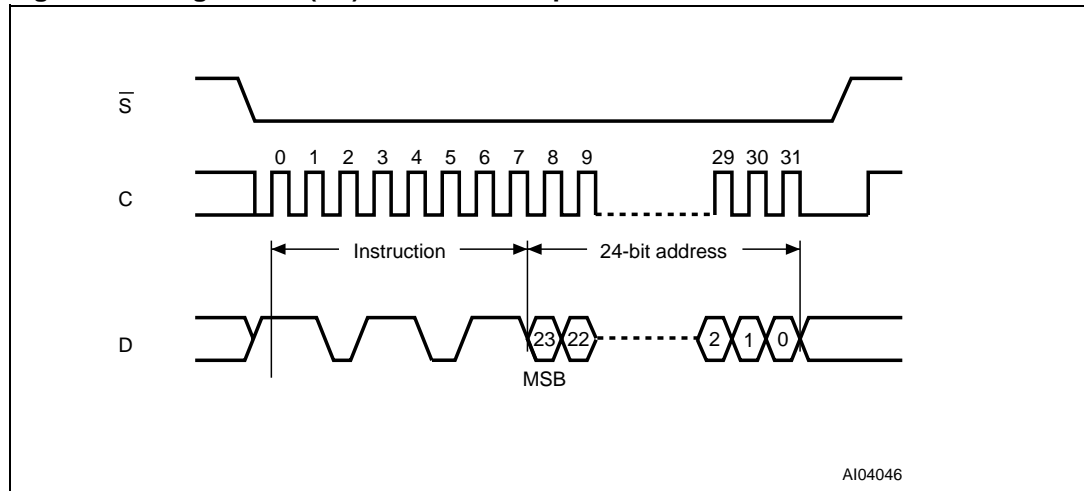 S
0 1 2 3 4 5 6 7 8 9 29 30 31
C
Instruction 24-bit address
D 23 22 2 1 0
MSB
AI04046